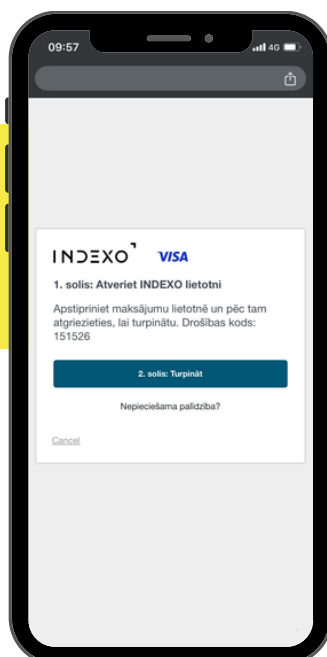 09:57
4G
INDEXO VISA
1. solis: Atveriet INDEXO lietotni
Apstipriniet maksājumu lietotnē un pēc tam
atgriezieties, lai turpinātu. Drošības kods:
151526
2. solis: Turpināt
Nepieciešama palīdzība?
Cancel